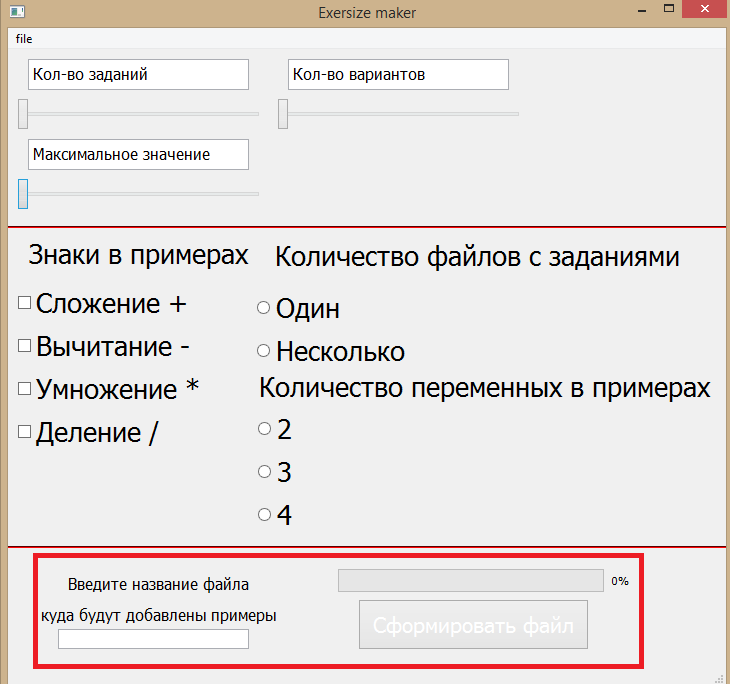 Exersize maker
file
Кол-во заданий
Кол-во вариантов
Максимальное значение
Знаки в примерах
Количество файлов с заданиями
Сложение +
Один
Вычитание -
Несколько
Умножение *
Количество переменных в примерах
Деление /
2
3
4
Введите название файла
0%
куда будут добавлены примеры
Сформировать файл